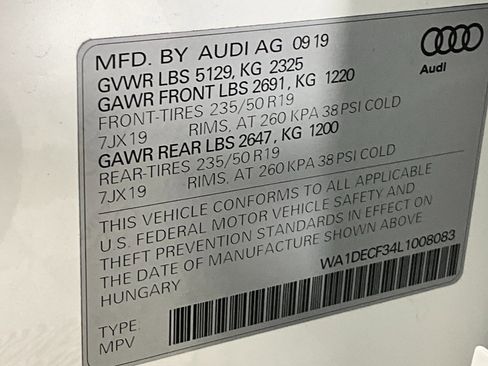 MFD. BY AUDI AG 09 19
GVWR LBS 5129, KG 2325
GAWR FRONT LBS 2691, KG 1220
FRONT-TIRES 235/50 R19
7JX19 RIMS, AT 260 KPA 38 PSI COLD
GAWR REAR LBS 2647, KG 1200
REAR-TIRES 235/50 R19
7JX19 RIMS, AT 260 KPA 38 PSI COLD
THIS VEHICLE CONFORMS TO ALL APPLICABLE
U.S. FEDERAL MOTOR VEHICLE SAFETY AND
THEFT PREVENTION STANDARDS IN EFFECT ON
THE DATE OF MANUFACTURE SHOWN ABOVE
HUNGARY
WA1DECF34L1008083
TYPE:
MPV
Audi